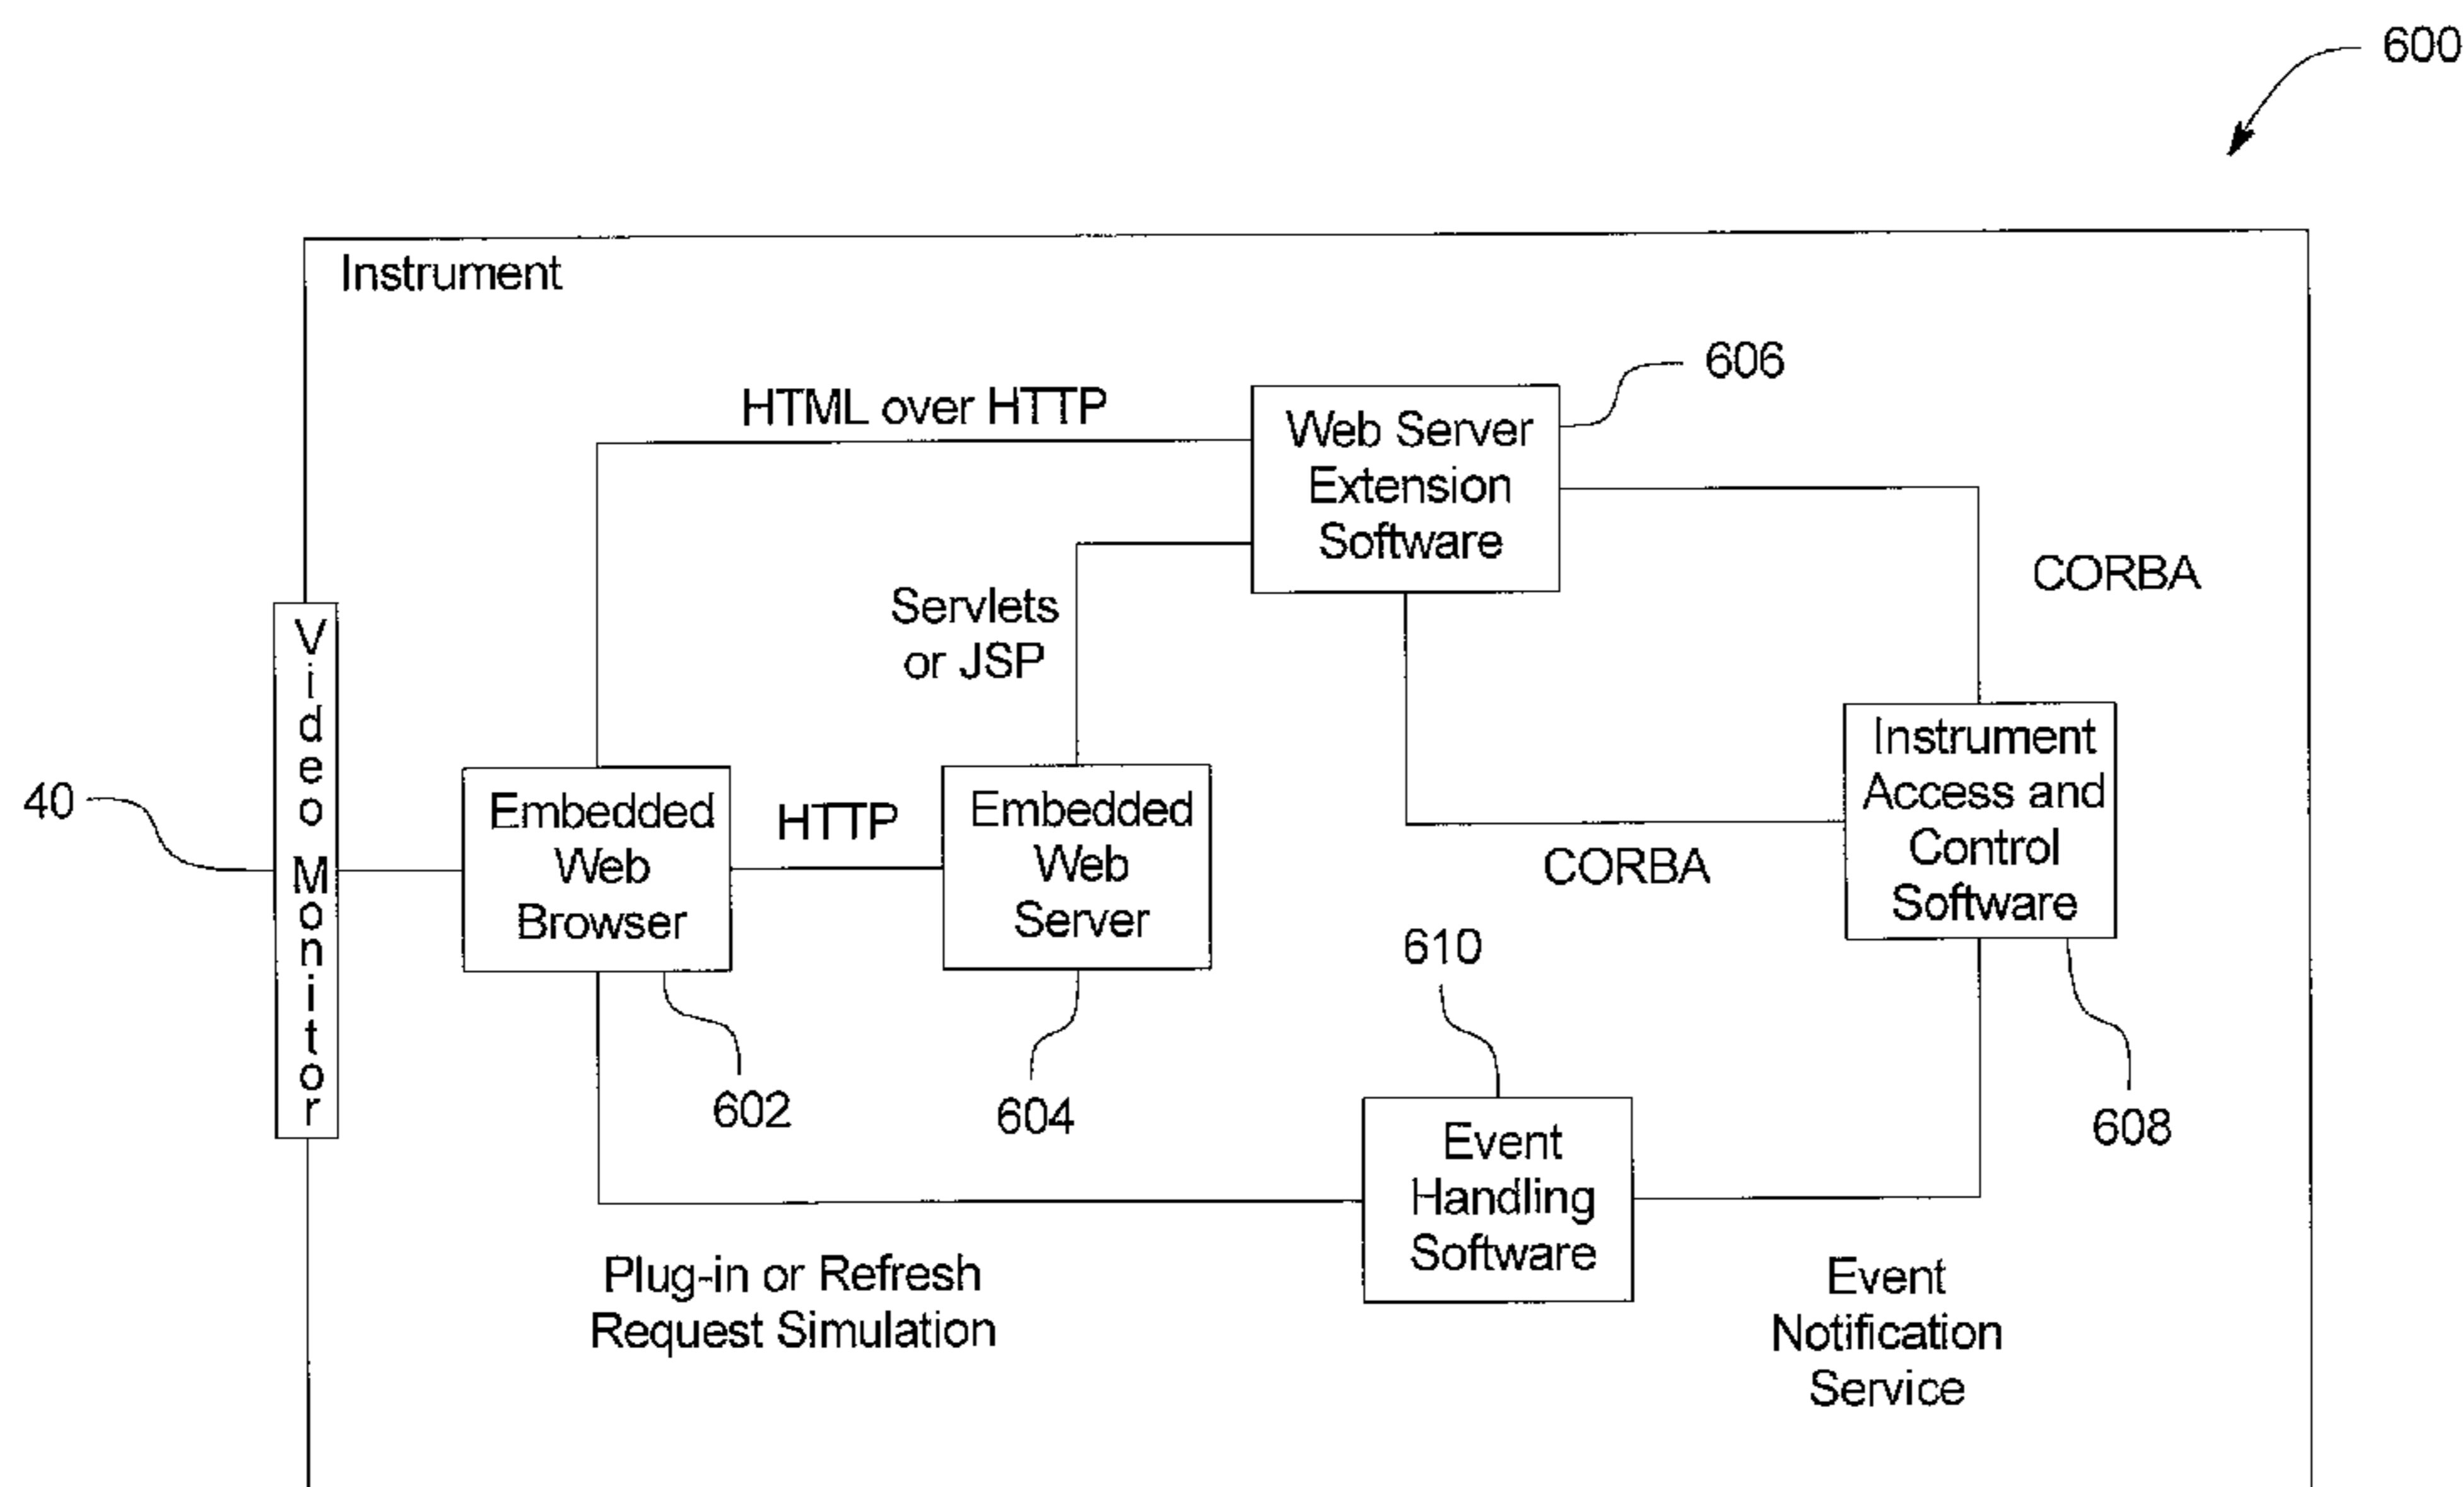 600
Instrument
606
HTML over HTTP
Web Server
Extension
Software
CORBA
Servlets
or JSP
Video Monitor
40
Embedded
Web
Browser
HTTP
Embedded
Web
Server
Instrument
Access and
Control
Software
CORBA
610
602
604
608
Event
Handling
Software
Plug-in or Refresh
Request Simulation
Event
Notification
Service